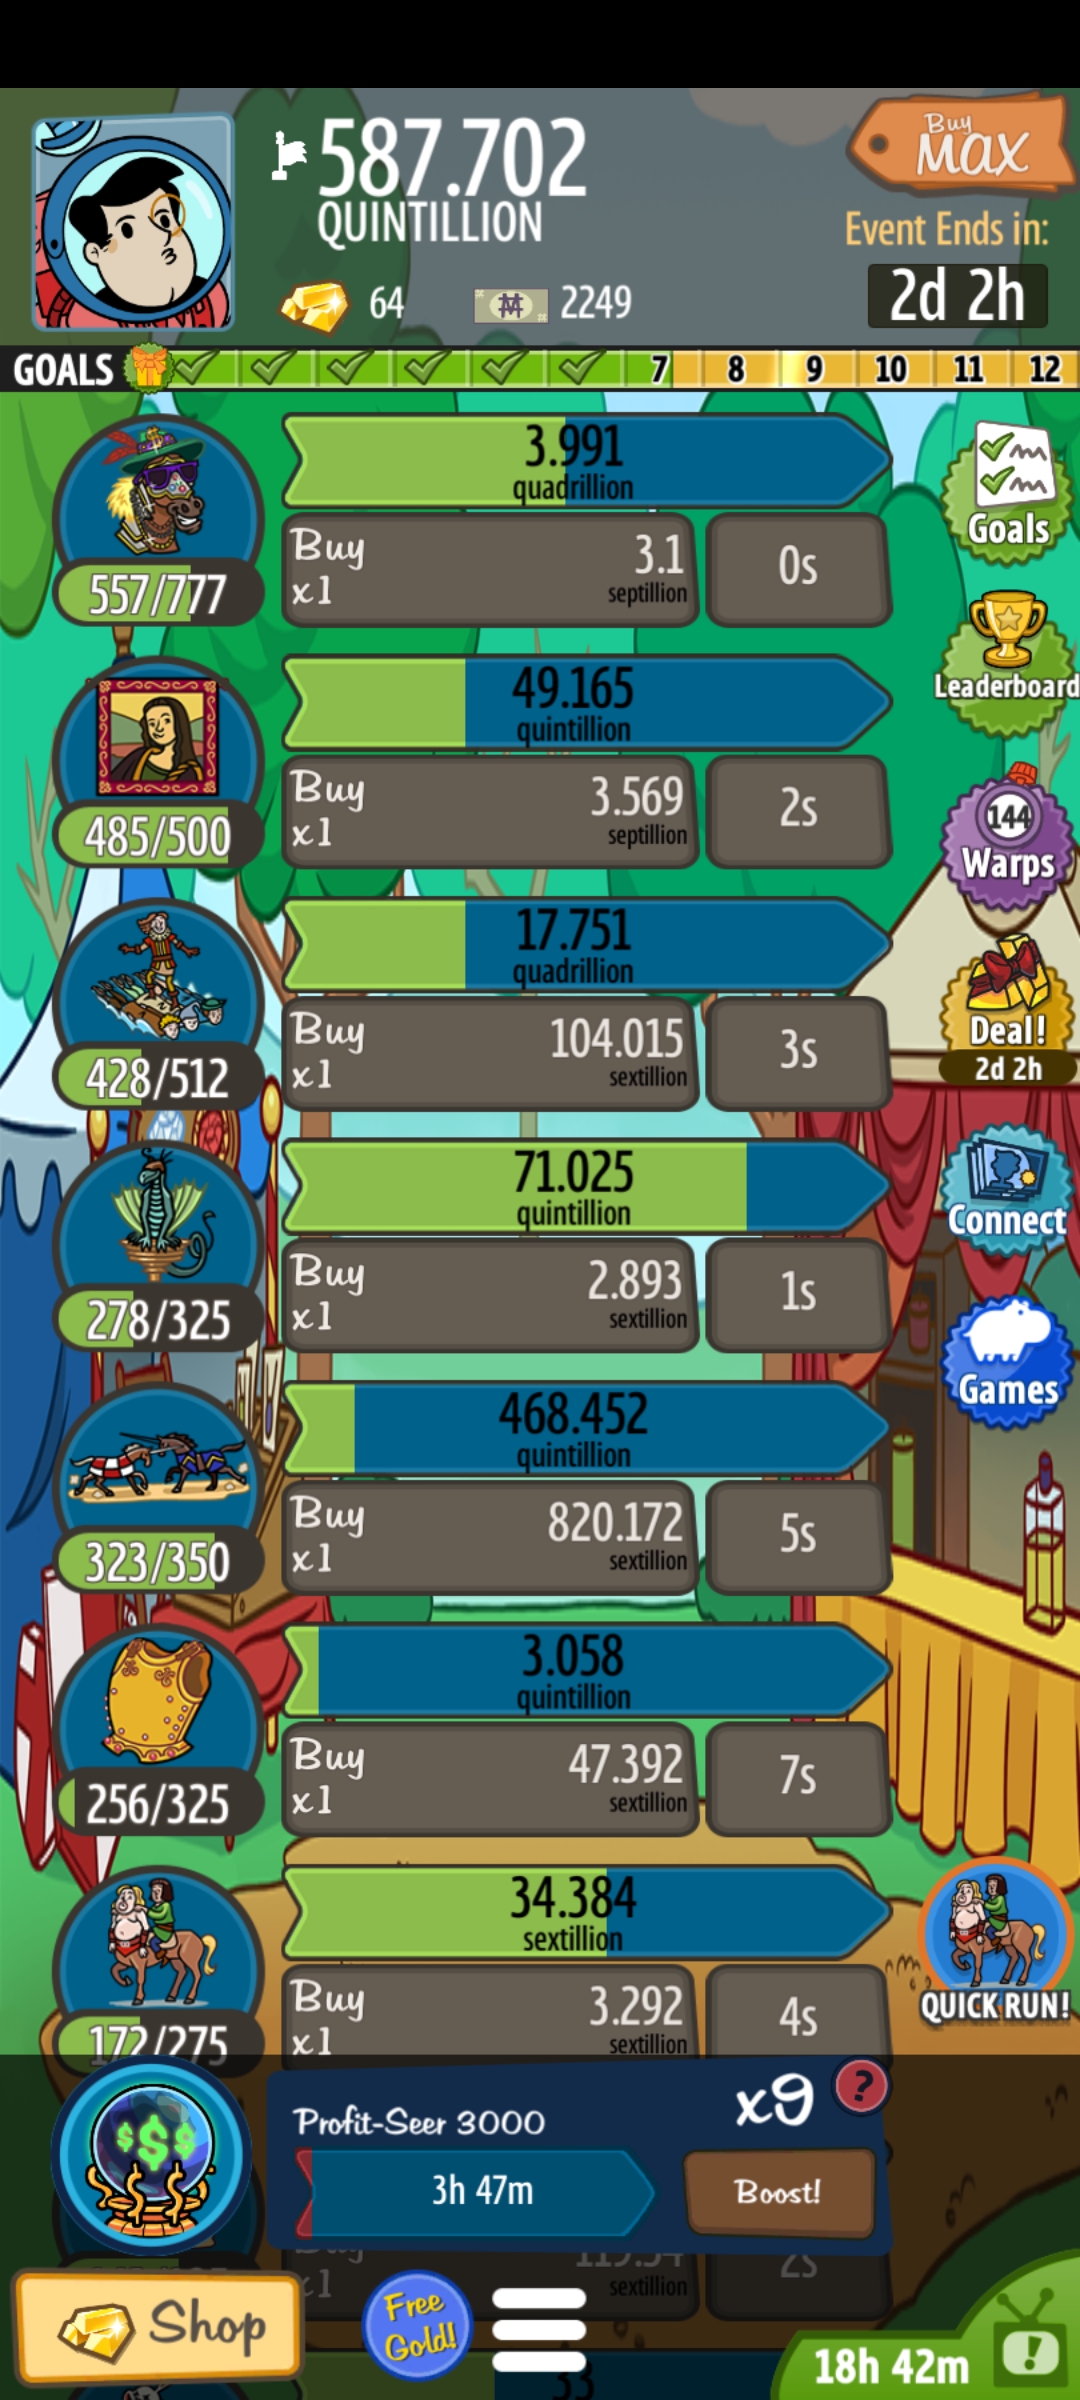 587.702
QUINTILLION
Buy
MAX
Event Ends in:
64
2249
2d 2h
GOALS
7
8
9
10
11
12
3.991
quadrillion
Buy
x1
3.1
septillion
0s
557/777
Goals
Leaderboard
49.165
quintillion
Buy
x1
3.569
septillion
2s
485/500
144
Warps
17.751
quadrillion
Buy
x1
104.015
sextillion
3s
428/512
Deal!
2d 2h
71.025
quintillion
Buy
x1
2.893
sextillion
1s
278/325
Connect
Games
468.452
quintillion
Buy
x1
820.172
sextillion
5s
323/350
3.058
quintillion
Buy
x1
47.392
sextillion
7s
256/325
34.384
sextillion
Buy
x1
3.292
sextillion
4s
172/275
QUICK RUN!
$$$
Profit-Seer 3000
x9
?
3h 47m
Boost!
x1
sextillion
2s
Shop
Free
Gold!
33
18h 42m
!